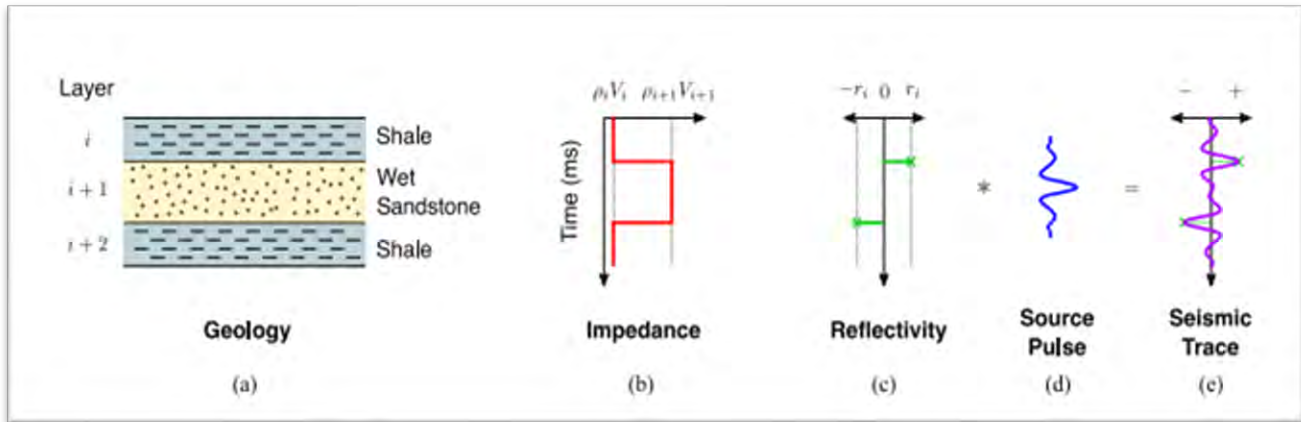 Layer
i
i + 1
i + 2
Shale
Wet
Sandstone
Shale
Geology
(a)
ρᵢVᵢ ρᵢ₊₁Vᵢ₊₁
Time (ms)
Impedance
(b)
−rᵢ 0 rᵢ
Reflectivity
(c)
*
Source
Pulse
(d)
=
− +
Seismic
Trace
(e)